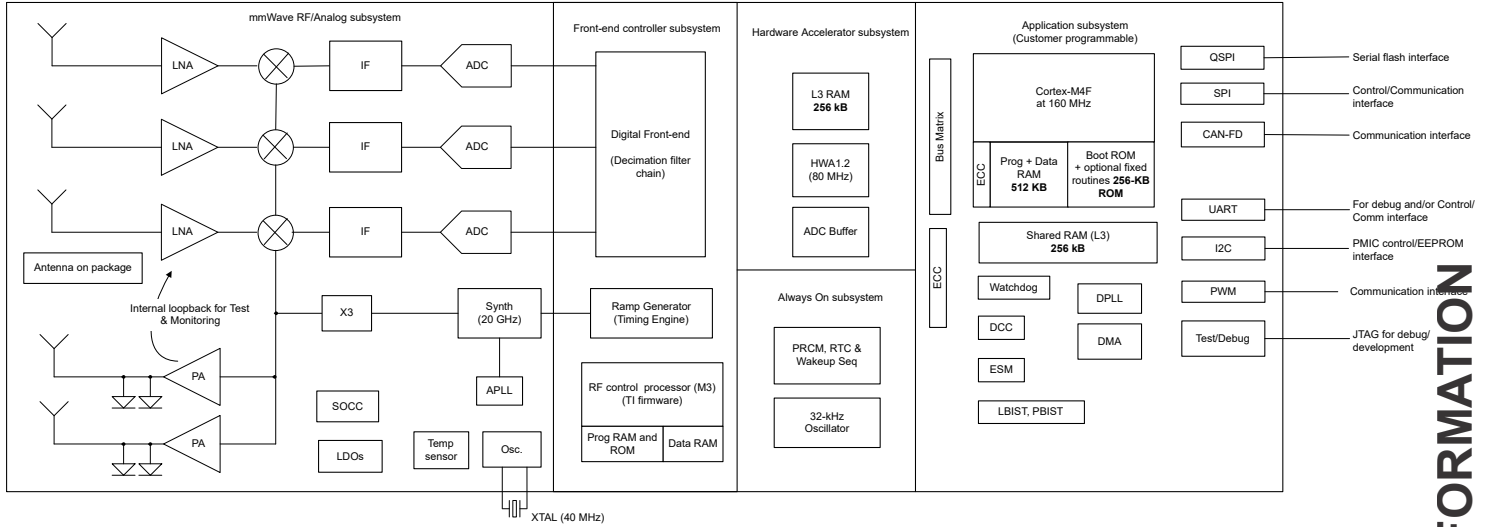 mmWave RF/Analog subsystem
LNA
IF
ADC
LNA
IF
ADC
LNA
IF
ADC
Antenna on package
Internal loopback for Test
& Monitoring
X3
Synth
(20 GHz)
PA
APLL
SOCC
PA
LDOs
Temp
sensor
Osc.
XTAL (40 MHz)
Front-end controller subsystem
Digital Front-end
(Decimation filter
chain)
Ramp Generator
(Timing Engine)
RF control processor (M3)
(TI firmware)
Prog RAM and
ROM
Data RAM
Hardware Accelerator subsystem
L3 RAM
256 kB
HWA1.2
(80 MHz)
ADC Buffer
Always On subsystem
PRCM, RTC &
Wakeup Seq
32-kHz
Oscillator
Application subsystem
(Customer programmable)
Bus Matrix
Cortex-M4F
at 160 MHz
ECC
Prog + Data
RAM
512 KB
Boot ROM
+ optional fixed
routines 256-KB
ROM
ECC
Shared RAM (L3)
256 kB
Watchdog
DPLL
DCC
DMA
ESM
LBIST, PBIST
QSPI
Serial flash interface
SPI
Control/Communication
interface
CAN-FD
Communication interface
UART
For debug and/or Control/
Comm interface
I2C
PMIC control/EEPROM
interface
PWM
Communication interface
Test/Debug
JTAG for debug/
development
FORMATION